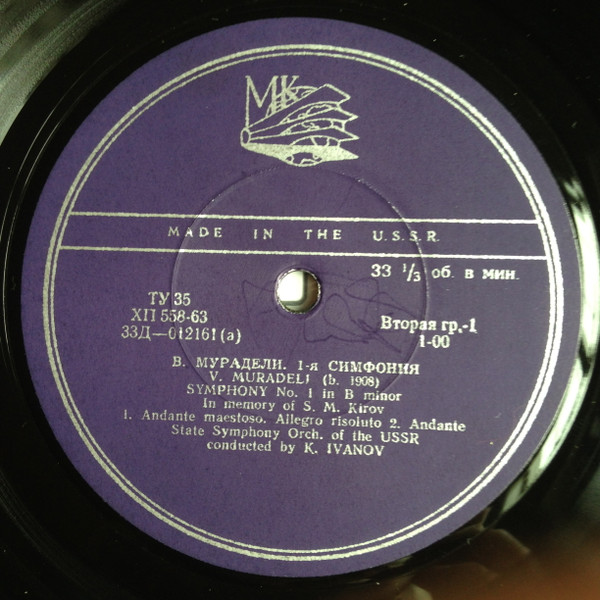 МК
MADE IN THE U.S.S.R.
33 ⅓ об. в мин.
ТУ 35
ХП 558-63
33Д—012161 (а)
Вторая гр.-1
1-00
В. МУРАДЕЛИ. 1-я СИМФОНИЯ
V. MURADELI (b. 1908)
SYMPHONY No. 1 in B minor
In memory of S. M. Kirov
1. Andante maestoso. Allegro risoluto 2. Andante
State Symphony Orch. of the USSR
conducted by K. IVANOV